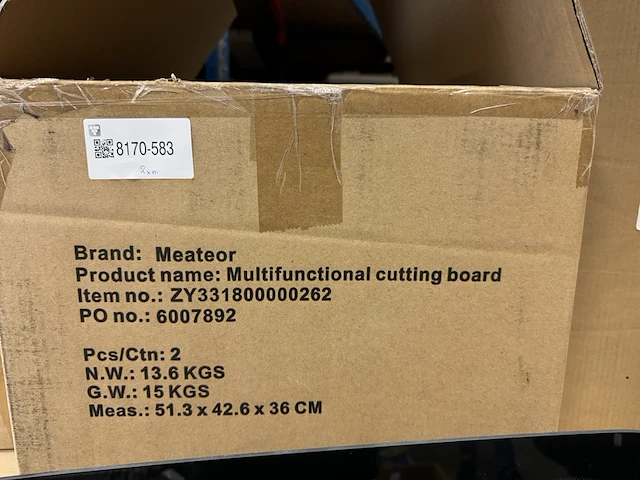 8170-583
Brand: Meateor
Product name: Multifunctional cutting board
Item no.: ZY331800000262
PO no.: 6007892
Pcs/Ctn: 2
N.W.: 13.6 KGS
G.W.: 15 KGS
Meas.: 51.3 x 42.6 x 36 CM